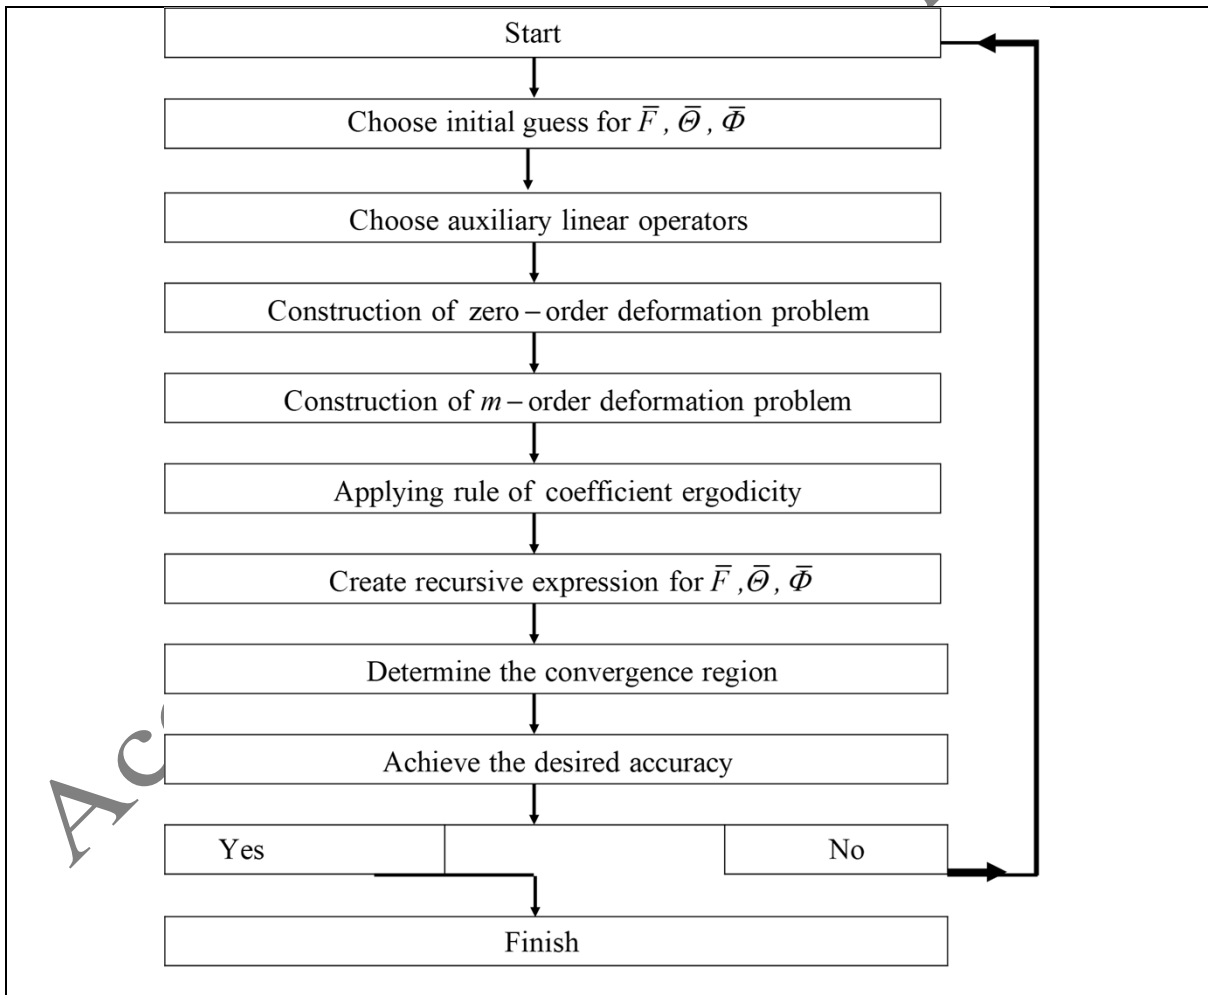 Start
Choose initial guess for F̅ , Θ̅ , Φ̅
Choose auxiliary linear operators
Construction of zero – order deformation problem
Construction of m – order deformation problem
Applying rule of coefficient ergodicity
Create recursive expression for F̅ ,Θ̅ , Φ̅
Determine the convergence region
Achieve the desired accuracy
Yes
No
Finish
Ac